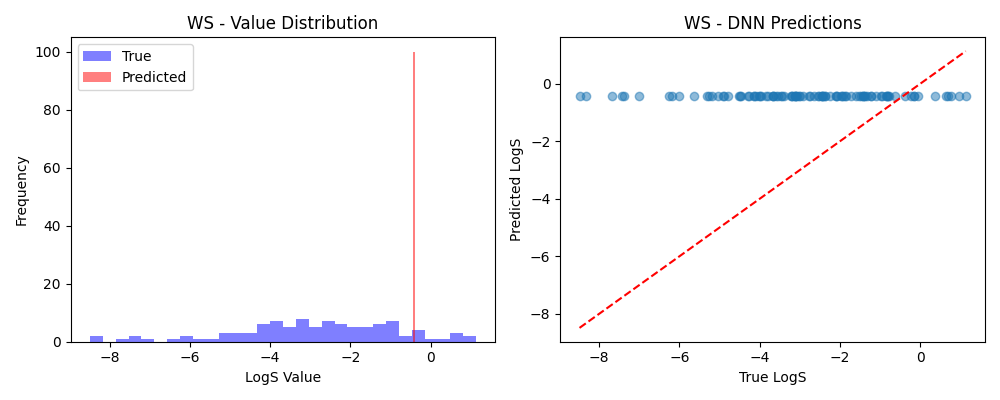 WS - Value Distribution
True
Predicted
Frequency
100
80
60
40
20
0
−8
−6
−4
−2
0
LogS Value
WS - DNN Predictions
Predicted LogS
0
−2
−4
−6
−8
−8
−6
−4
−2
0
True LogS